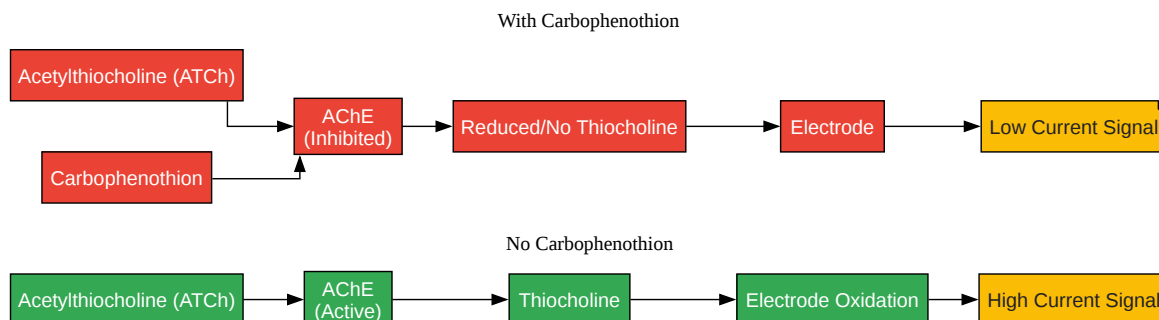 With Carbophenothion
Acetylthiocholine (ATCh)
AChE
(Inhibited)
Reduced/No Thiocholine
Electrode
Low Current Signal
Carbophenothion
No Carbophenothion
Acetylthiocholine (ATCh)
AChE
(Active)
Thiocholine
Electrode Oxidation
High Current Signal